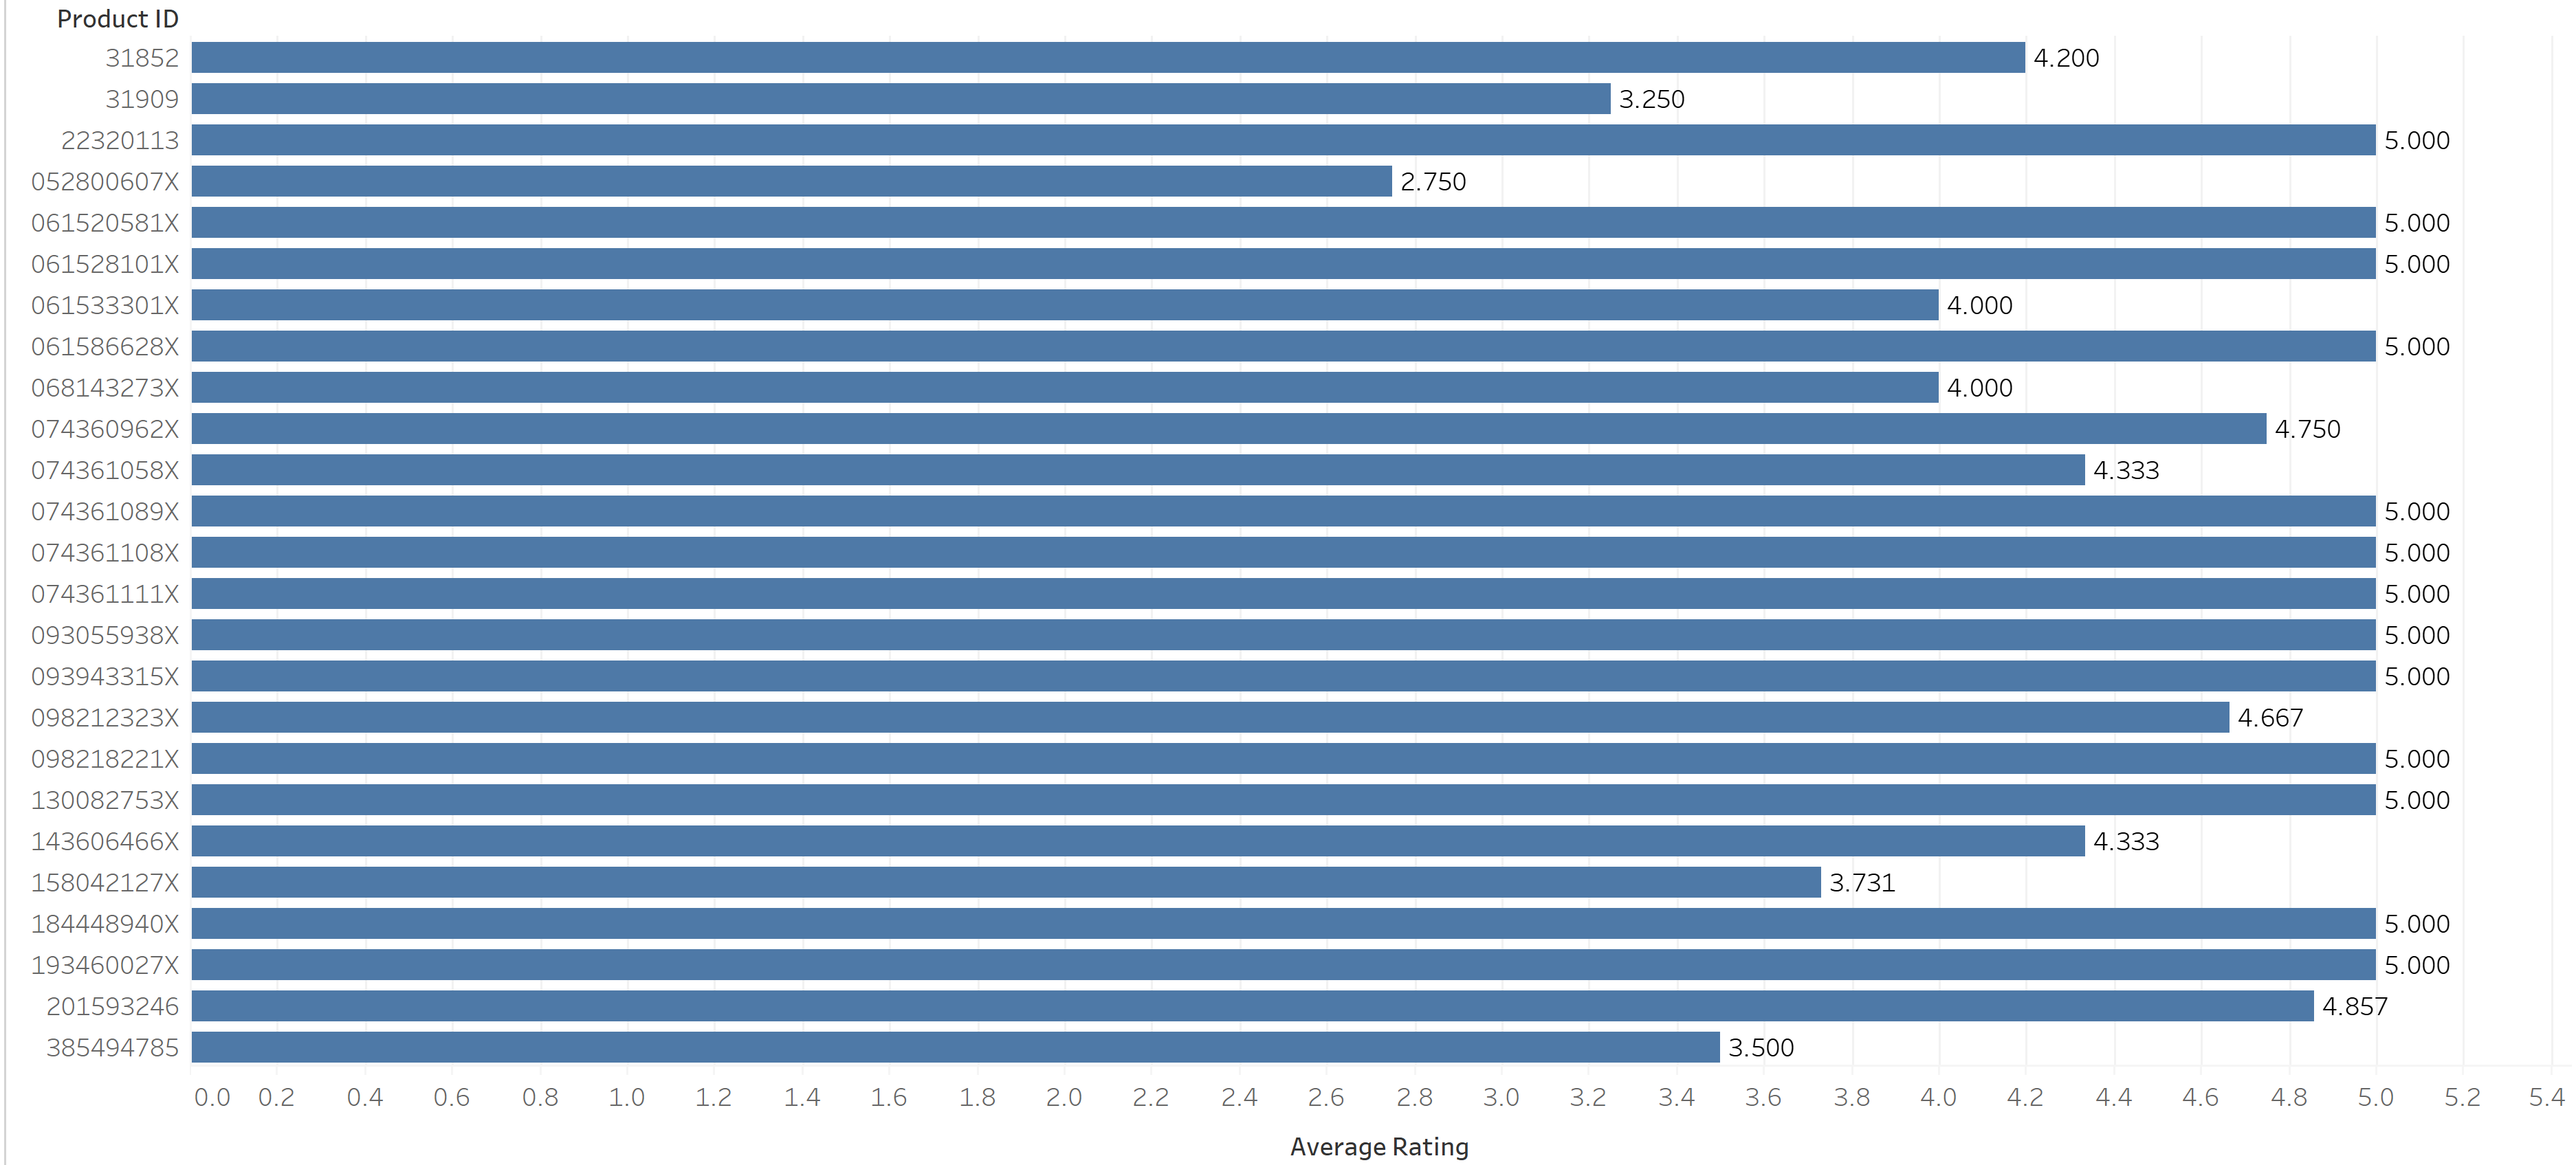 Product ID
31852 4.200
31909 3.250
22320113 5.000
052800607X 2.750
061520581X 5.000
061528101X 5.000
061533301X 4.000
061586628X 5.000
068143273X 4.000
074360962X 4.750
074361058X 4.333
074361089X 5.000
074361108X 5.000
074361111X 5.000
093055938X 5.000
093943315X 5.000
098212323X 4.667
098218221X 5.000
130082753X 5.000
143606466X 4.333
158042127X 3.731
184448940X 5.000
193460027X 5.000
201593246 4.857
385494785 3.500
0.0 0.2 0.4 0.6 0.8 1.0 1.2 1.4 1.6 1.8 2.0 2.2 2.4 2.6 2.8 3.0 3.2 3.4 3.6 3.8 4.0 4.2 4.4 4.6 4.8 5.0 5.2 5.4
Average Rating